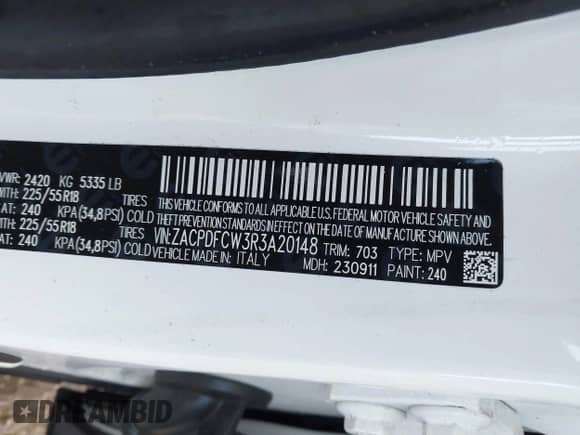 VWR: 2420 KG 5335 LB
WITH: 225/55R18 TIRES
AT: 240 KPA(34,8PSI) COLD
WITH: 225/55R18 TIRES
AT: 240 KPA(34,8PSI) COLD
THIS VEHICLE CONFORMS TO ALL APPLICABLE U.S. FEDERAL MOTOR VEHICLE SAFETY AND
THEFT PREVENTION STANDARDS IN EFFECT ON THE DATE OF MANUFACTURE SHOWN ABOVE
VIN:ZACPDFCW3R3A20148 TRIM: 703 TYPE: MPV
VEHICLE MADE IN: ITALY MDH: 230911 PAINT: 240
DREAMBID